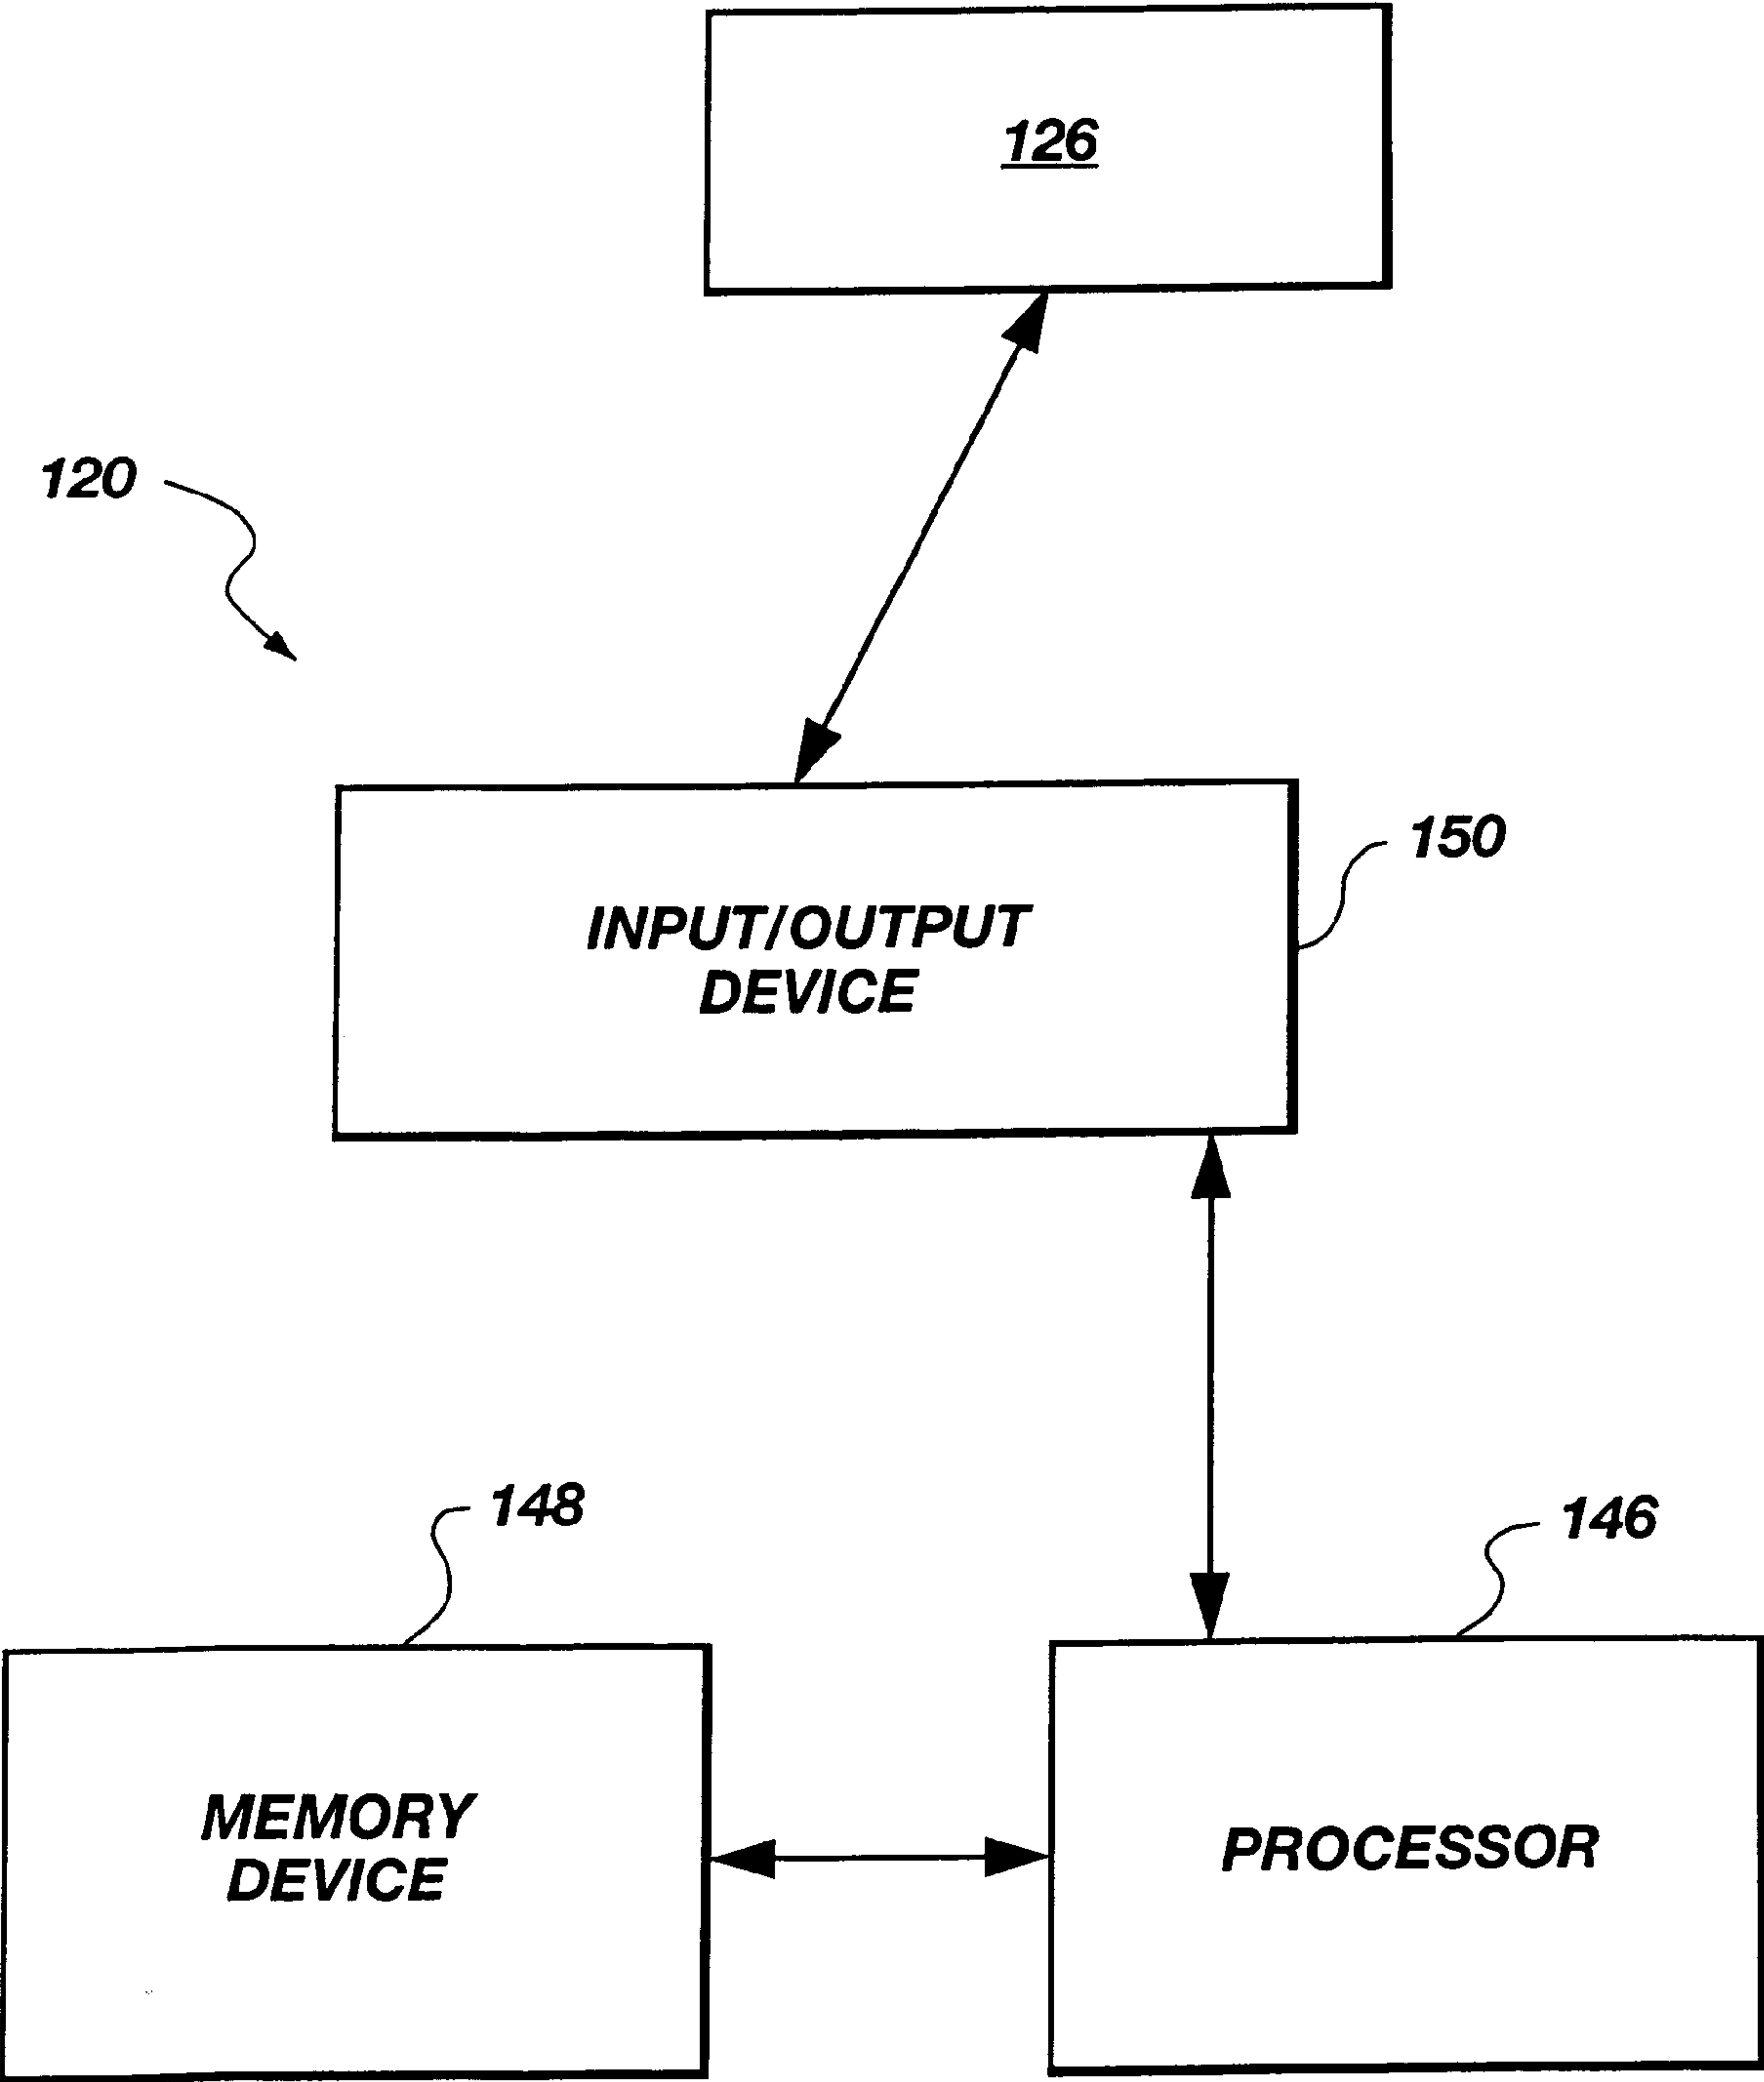 126
120
150
INPUT/OUTPUT
DEVICE
148
146
MEMORY
DEVICE
PROCESSOR